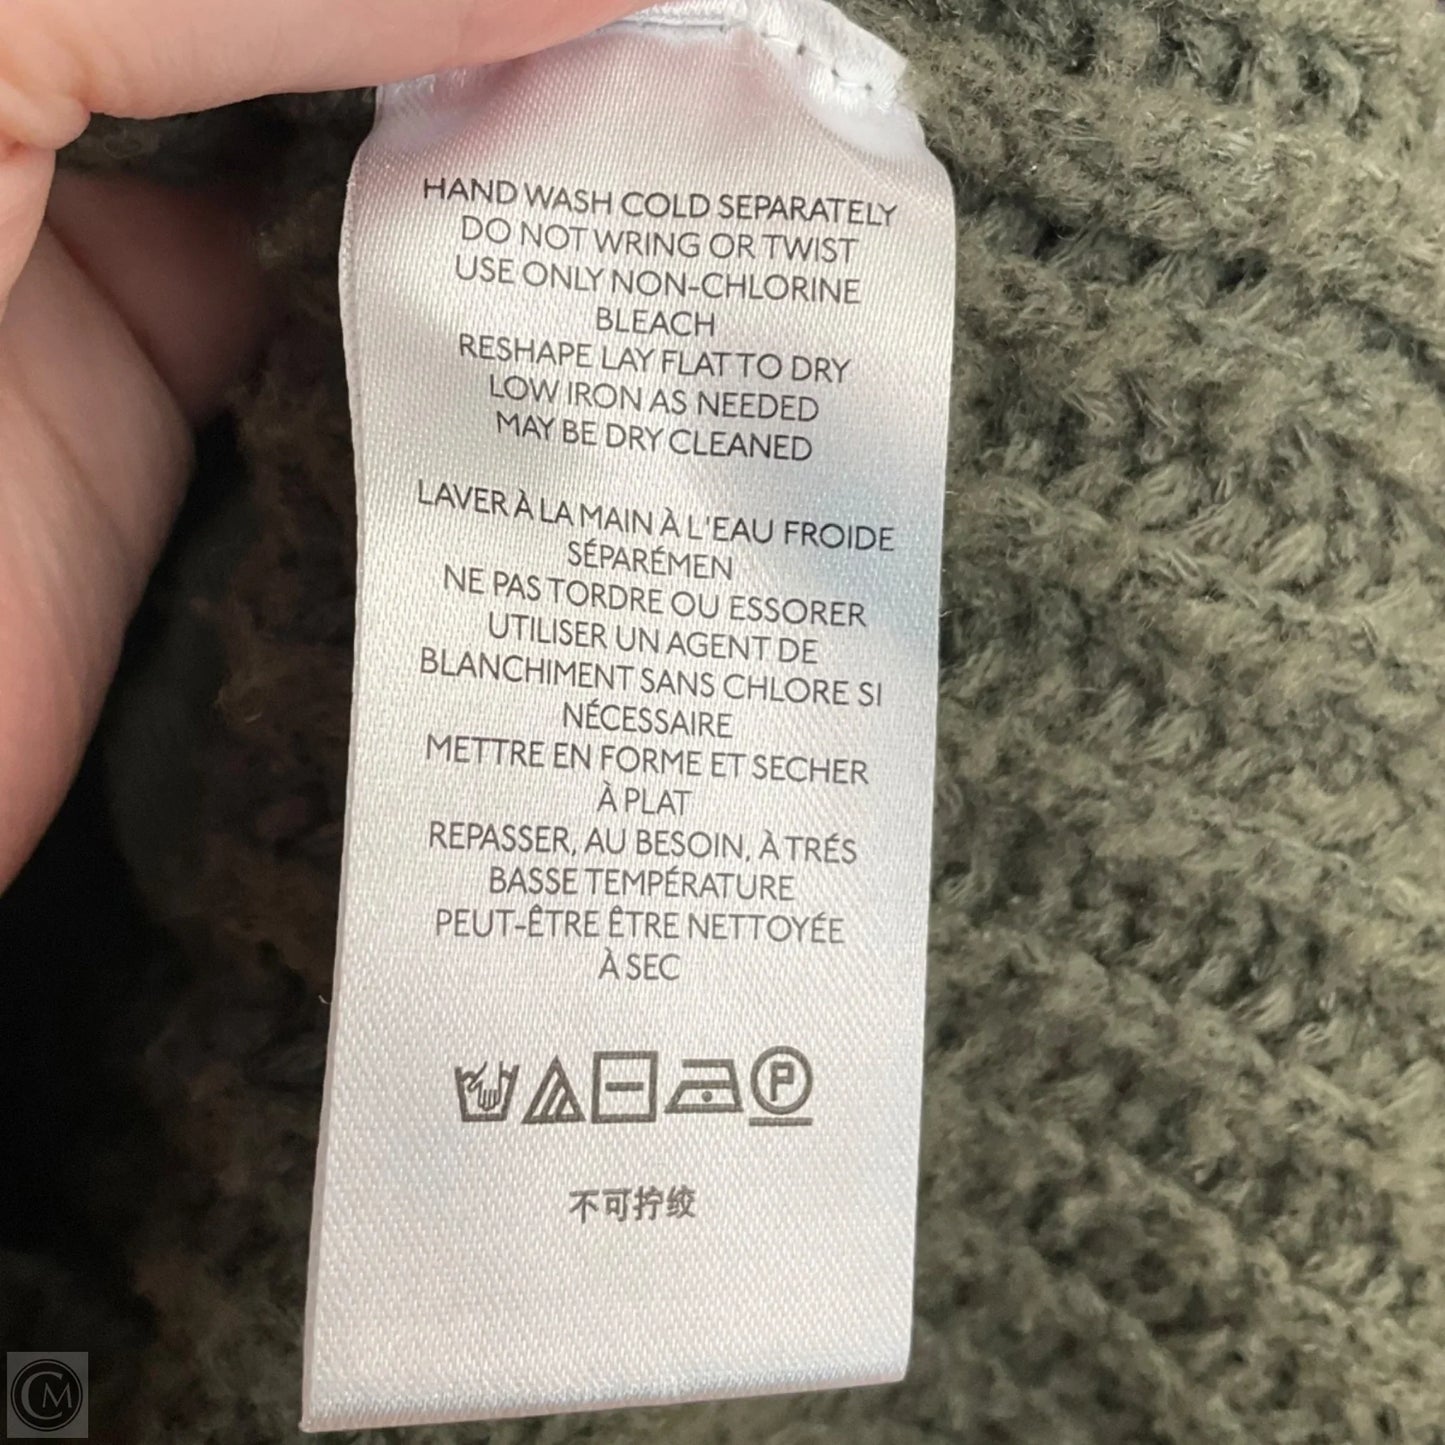 HAND WASH COLD SEPARATELY
DO NOT WRING OR TWIST
USE ONLY NON-CHLORINE
BLEACH
RESHAPE LAY FLAT TO DRY
LOW IRON AS NEEDED
MAY BE DRY CLEANED
LAVER À LA MAIN À L'EAU FROIDE
SÉPARÉMEN
NE PAS TORDRE OU ESSORER
UTILISER UN AGENT DE
BLANCHIMENT SANS CHLORE SI
NÉCESSAIRE
METTRE EN FORME ET SECHER
À PLAT
REPASSER, AU BESOIN, À TRÉS
BASSE TEMPÉRATURE
PEUT-ÊTRE ÊTRE NETTOYÉE
À SEC
P
不可拧绞
CM